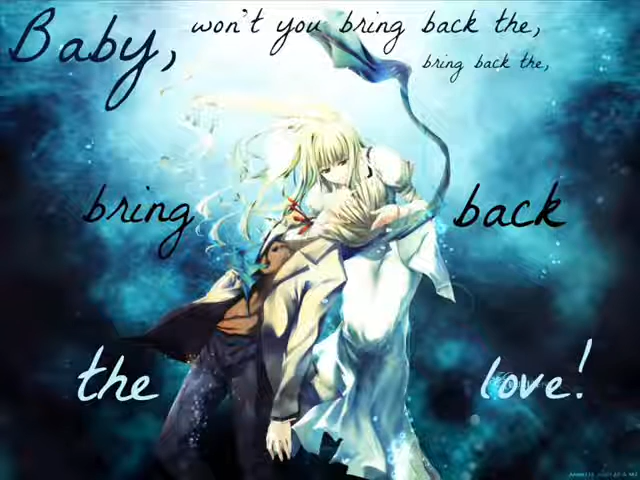 Baby, won't you bring back the,
bring back the,
bring back
the love!